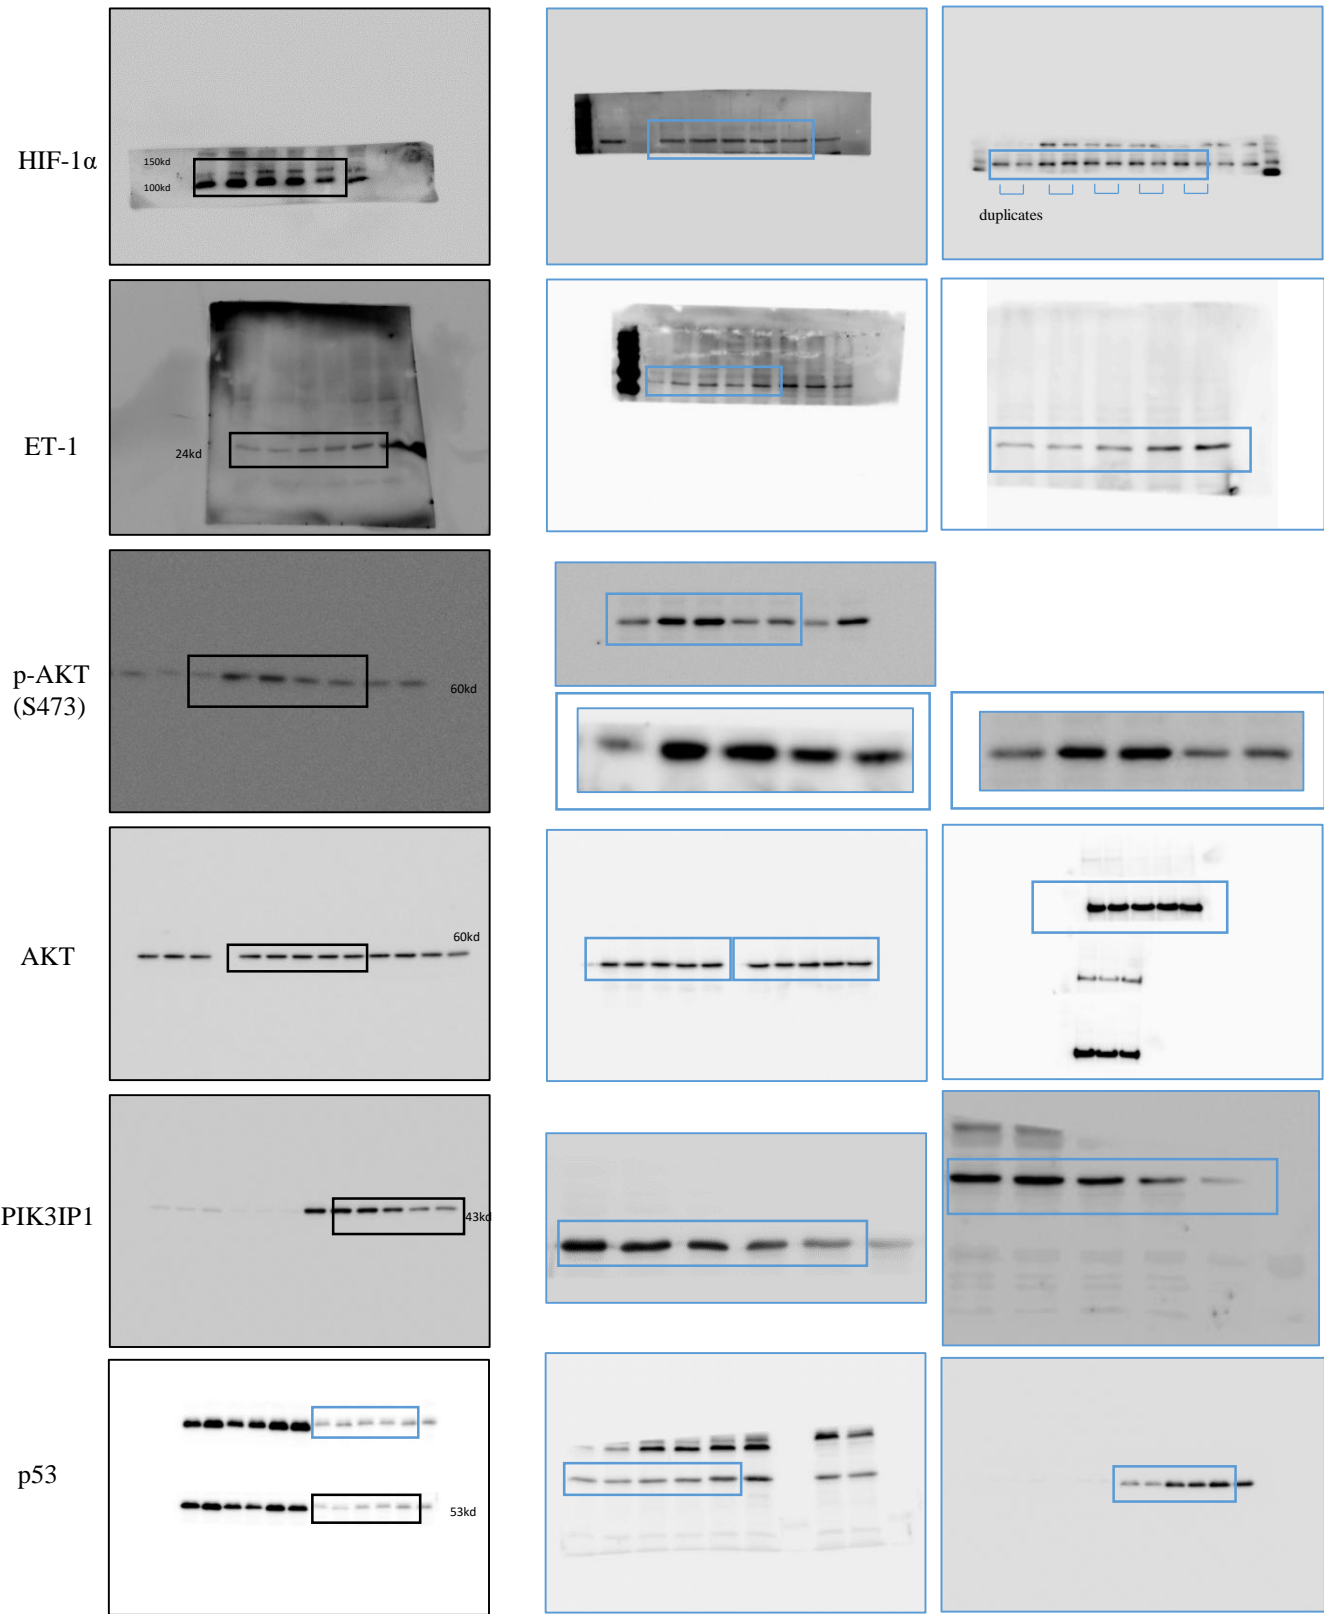 HIF-1α
150kd
100kd
duplicates
ET-1
24kd
p-AKT
(S473)
60kd
AKT
60kd
PIK3IP1
43kd
p53
53kd